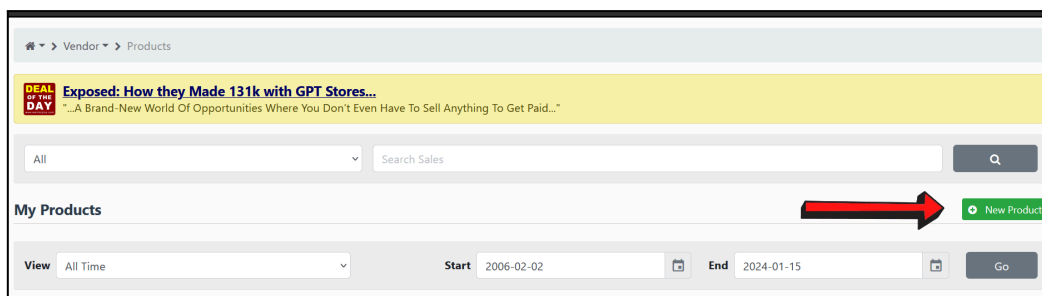 Vendor Products
DEAL OF THE DAY
Exposed: How they Made 131k with GPT Stores...
"...A Brand-New World Of Opportunities Where You Don't Even Have To Sell Anything To Get Paid..."
All Search Sales
My Products New Product
View All Time Start 2006-02-02 End 2024-01-15 Go